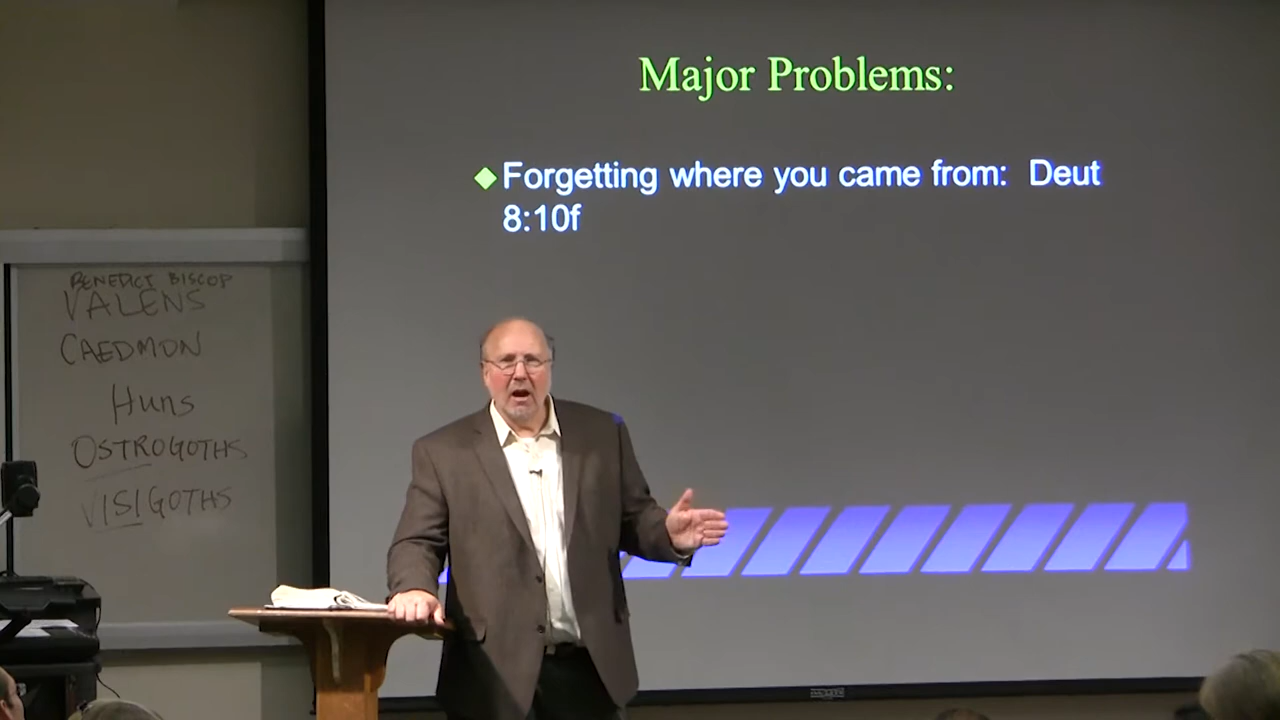 Major Problems:
Forgetting where you came from: Deut
8:10f
BENEDICT BISCOP
VALENS
CAEDMON
Huns
OSTROGOTHS
VISIGOTHS